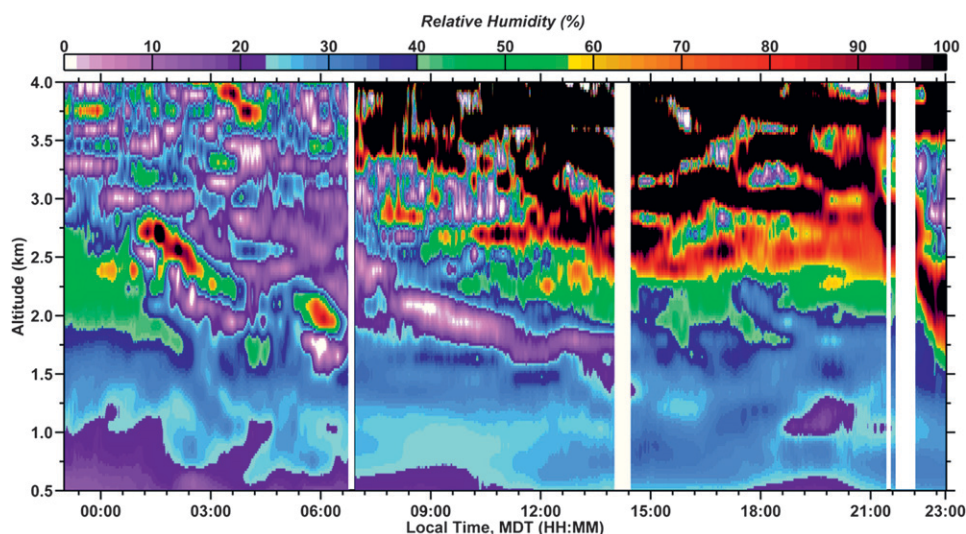 Relative Humidity (%)
0 10 20 30 40 50 60 70 80 90 100
4.0
3.5
3.0
2.5
2.0
1.5
1.0
0.5
Altitude (km)
00:00 03:00 06:00 09:00 12:00 15:00 18:00 21:00 23:00
Local Time, MDT (HH:MM)